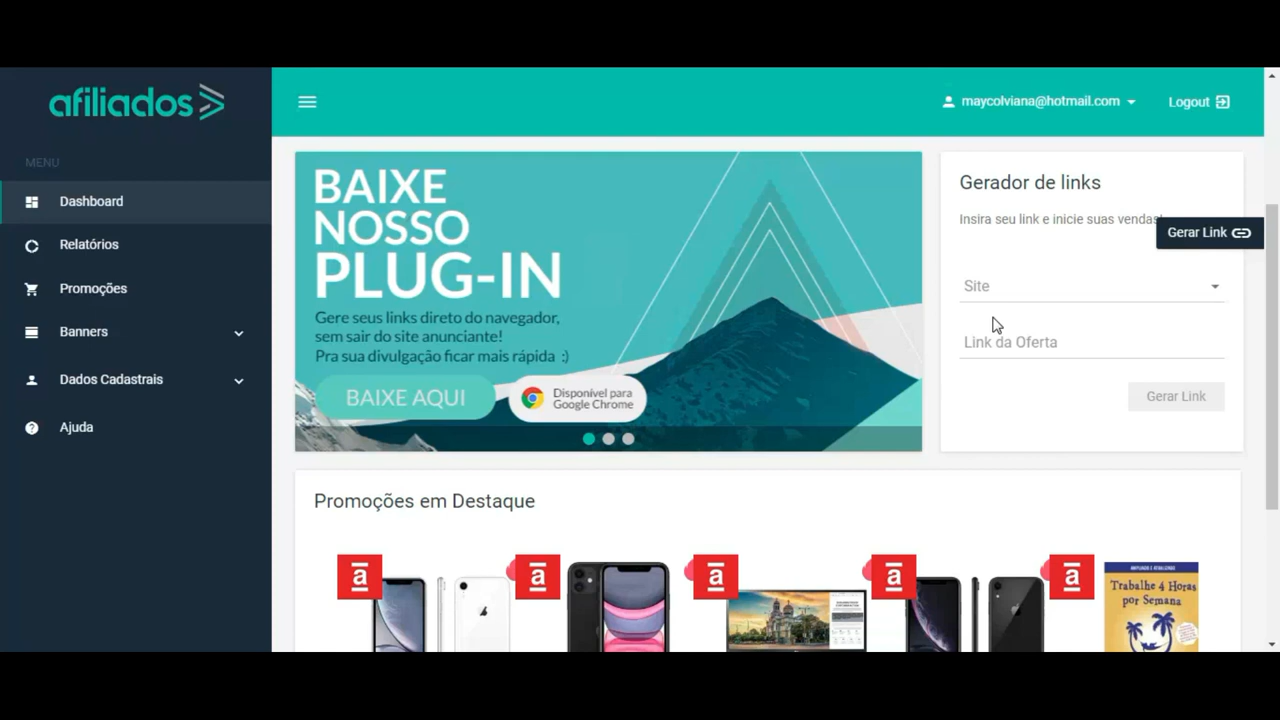 afiliados
maycolviana@hotmail.com
Logout
MENU
Dashboard
Relatórios
Promoções
Banners
Dados Cadastrais
Ajuda
BAIXE
NOSSO
PLUG-IN
Gere seus links direto do navegador,
sem sair do site anunciante!
Pra sua divulgação ficar mais rápida :)
BAIXE AQUI
Disponível para
Google Chrome
Gerador de links
Insira seu link e inicie suas vendas!
Gerar Link
Site
Link da Oferta
Gerar Link
Promoções em Destaque
a
a
a
a
a
Trabalhe 4 Horas
por Semana